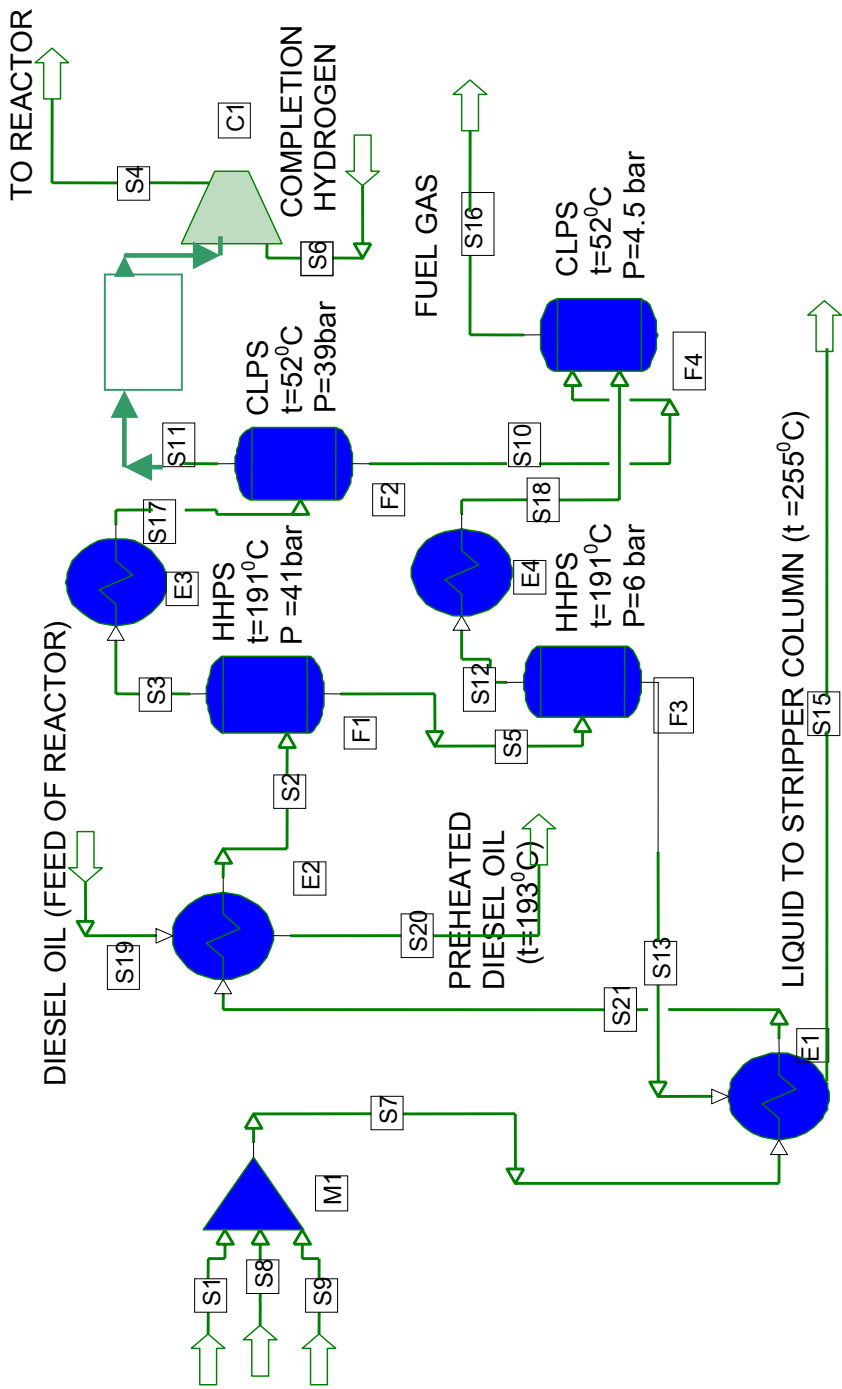 TO REACTOR
S4
C1
COMPLETION
HYDROGEN
S6
FUEL GAS
S16
CLPS
t=52⁰C
P=4.5 bar
F4
S11
CLPS
t=52⁰C
P=39bar
F2
S10
S17
E3
S18
E4
HHPS
t=191⁰C
P =41bar
F1
S3
HHPS
t=191⁰C
P=6 bar
F3
S12
S5
S2
DIESEL OIL (FEED OF REACTOR)
S19
E2
S20
PREHEATED
DIESEL OIL
(t=193⁰C)
S21
S13
LIQUID TO STRIPPER COLUMN (t =255⁰C)
S15
E1
S7
M1
S1
S8
S9